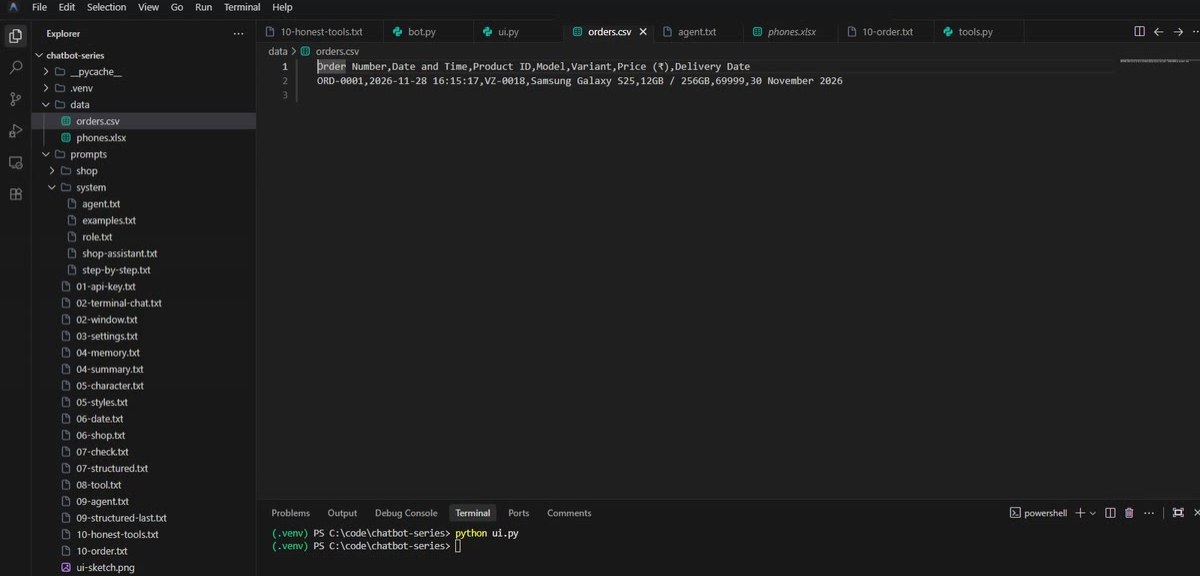 File Edit Selection View Go Run Terminal Help
Explorer
chatbot-series
__pycache__
.venv
data
orders.csv
phones.xlsx
prompts
shop
system
agent.txt
examples.txt
role.txt
shop-assistant.txt
step-by-step.txt
01-api-key.txt
02-terminal-chat.txt
02-window.txt
03-settings.txt
04-memory.txt
04-summary.txt
05-character.txt
05-styles.txt
06-date.txt
06-shop.txt
07-check.txt
07-structured.txt
08-tool.txt
09-agent.txt
09-structured-last.txt
10-honest-tools.txt
10-order.txt
ui-sketch.png
10-honest-tools.txt bot.py ui.py orders.csv agent.txt phones.xlsx 10-order.txt tools.py
data > orders.csv
1 Order Number,Date and Time,Product ID,Model,Variant,Price (₹),Delivery Date
2 ORD-0001,2026-11-28 16:15:17,VZ-0018,Samsung Galaxy S25,12GB / 256GB,69999,30 November 2026
3
Problems Output Debug Console Terminal Ports Comments
powershell
(.venv) PS C:\code\chatbot-series> python ui.py
(.venv) PS C:\code\chatbot-series>